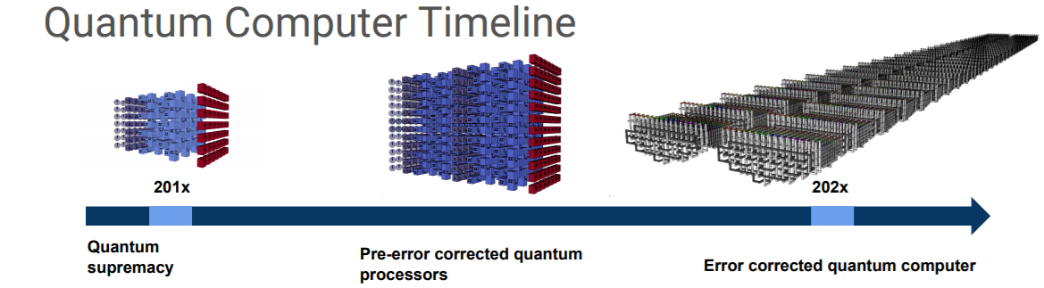 Quantum Computer Timeline
201x
202x
Quantum
supremacy
Pre-error corrected quantum
processors
Error corrected quantum computer